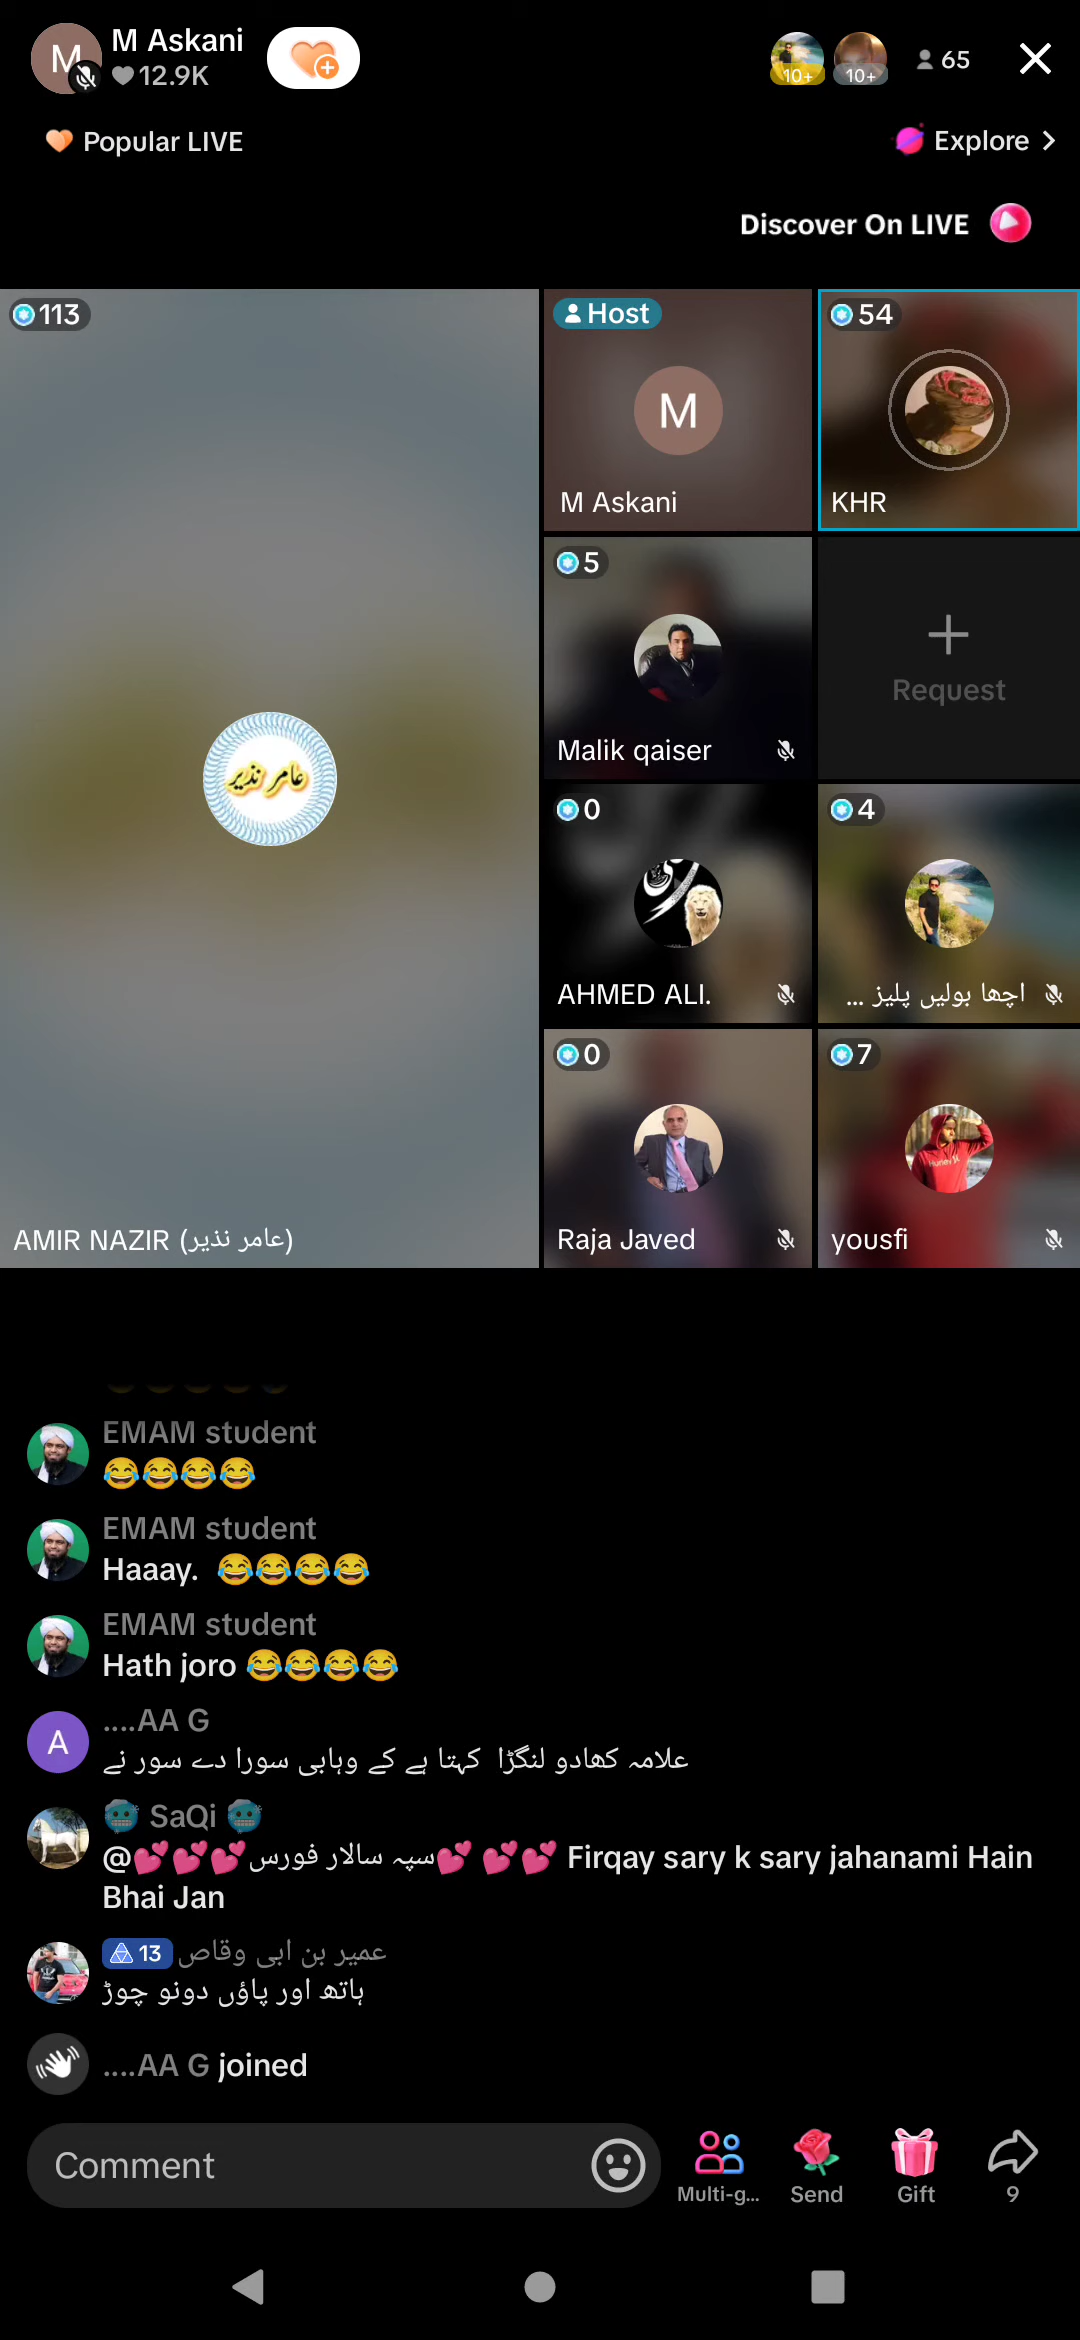 M Askani
12.9K
10+
10+
65
Popular LIVE
Explore
Discover On LIVE
113
Host
M
M Askani
54
KHR
5
Malik qaiser
Request
عامر نذیر
AMIR NAZIR (عامر نذیر)
0
AHMED ALI.
4
اچھا بولیں پلیز ...
0
Raja Javed
7
yousfi
EMAM student
😂😂😂😂
EMAM student
Haaay. 😂😂😂😂
EMAM student
Hath joro 😂😂😂😂
A
....AA G
علامہ کھادو لنگڑا کہتا ہے کے وہابی سورا دے سور نے
🥶 SaQi 🥶
@💕💕💕سپہ سالار فورس💕 💕💕 Firqay sary k sary jahanami Hain
Bhai Jan
13 عمیر بن ابی وقاص
ہاتھ اور پاؤں دونو چوڑ
....AA G joined
Comment
Multi-g...
Send
Gift
9